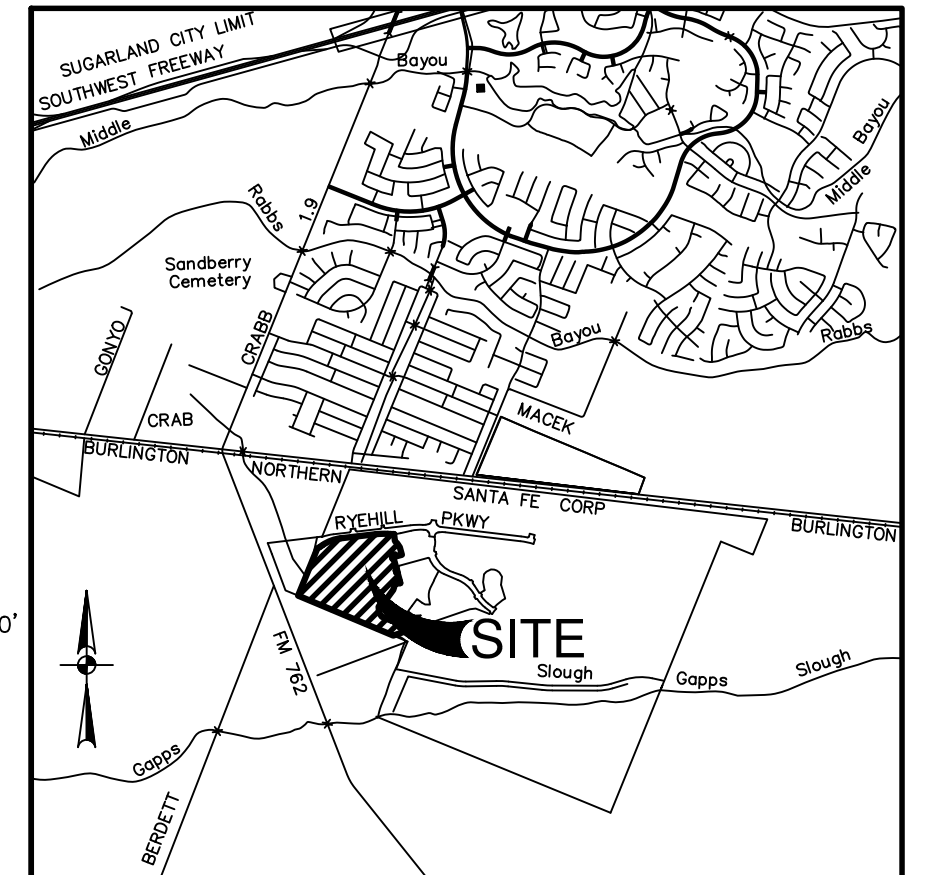 SUGARLAND CITY LIMIT
SOUTHWEST FREEWAY
Bayou
Middle
Bayou
Middle
Rabbs
1.9
Sandberry
Cemetery
GONYO
CRABB
Bayou
Rabbs
CRAB
MACEK
BURLINGTON
NORTHERN
SANTA FE CORP
BURLINGTON
RYEHILL PKWY
0'
SITE
FM 762
Slough
Gapps
Slough
Gapps
BERDETT